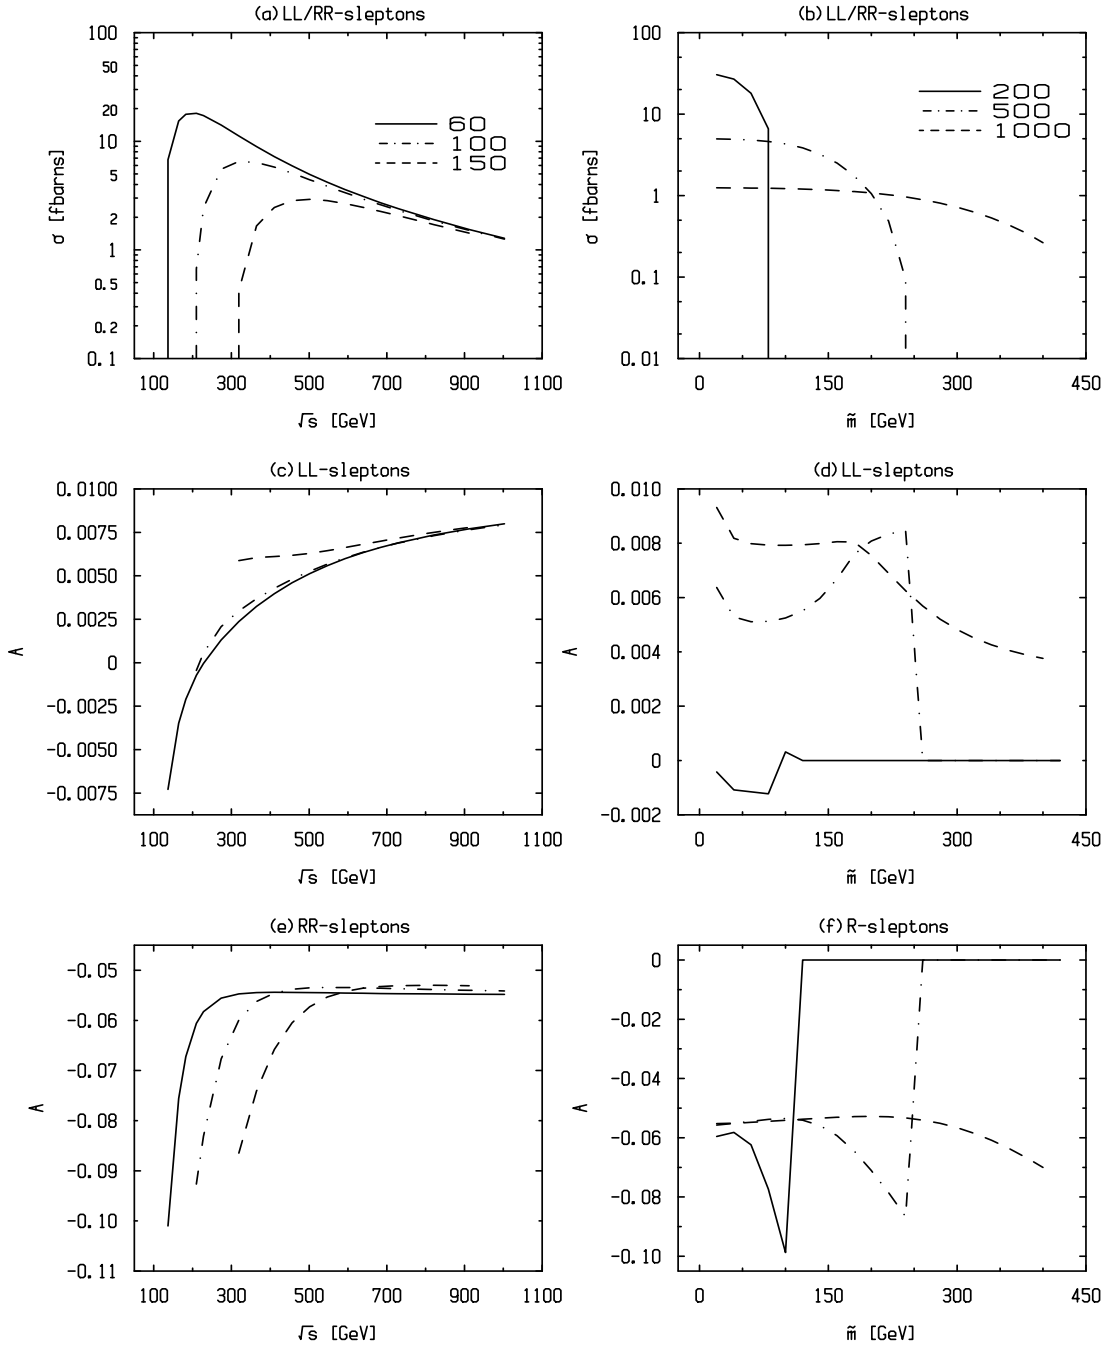 (a) LL/RR-sleptons
100
50
20
10
5
2
1
0.5
0.2
0.1
σ [fbarns]
60
100
150
100 300 500 700 900 1100
√s [GeV]
(b) LL/RR-sleptons
100
10
1
0.1
0.01
σ [fbarns]
200
500
1000
0 150 300 450
m̃ [GeV]
(c) LL-sleptons
0.0100
0.0075
0.0050
0.0025
0
-0.0025
-0.0050
-0.0075
A
100 300 500 700 900 1100
√s [GeV]
(d) LL-sleptons
0.010
0.008
0.006
0.004
0.002
0
-0.002
A
0 150 300 450
m̃ [GeV]
(e) RR-sleptons
-0.05
-0.06
-0.07
-0.08
-0.09
-0.10
-0.11
A
100 300 500 700 900 1100
√s [GeV]
(f) R-sleptons
0
-0.02
-0.04
-0.06
-0.08
-0.10
A
0 150 300 450
m̃ [GeV]